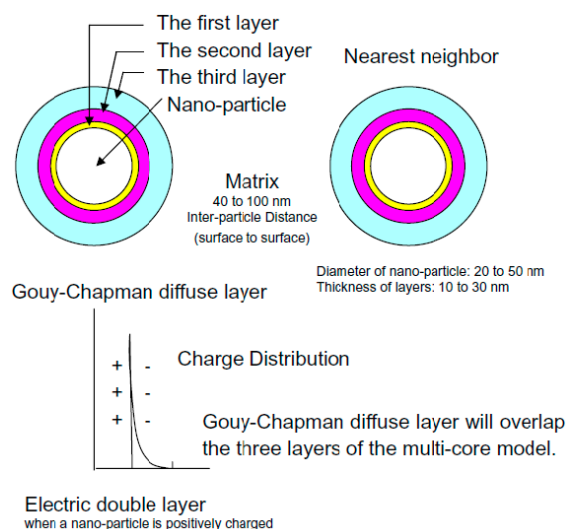 The first layer
The second layer
The third layer
Nano-particle
Nearest neighbor
Matrix
40 to 100 nm
Inter-particle Distance
(surface to surface)
Diameter of nano-particle: 20 to 50 nm
Thickness of layers: 10 to 30 nm
Gouy-Chapman diffuse layer
+ -
+ -
+ -
Charge Distribution
Gouy-Chapman diffuse layer will overlap
the three layers of the multi-core model.
Electric double layer
when a nano-particle is positively charged